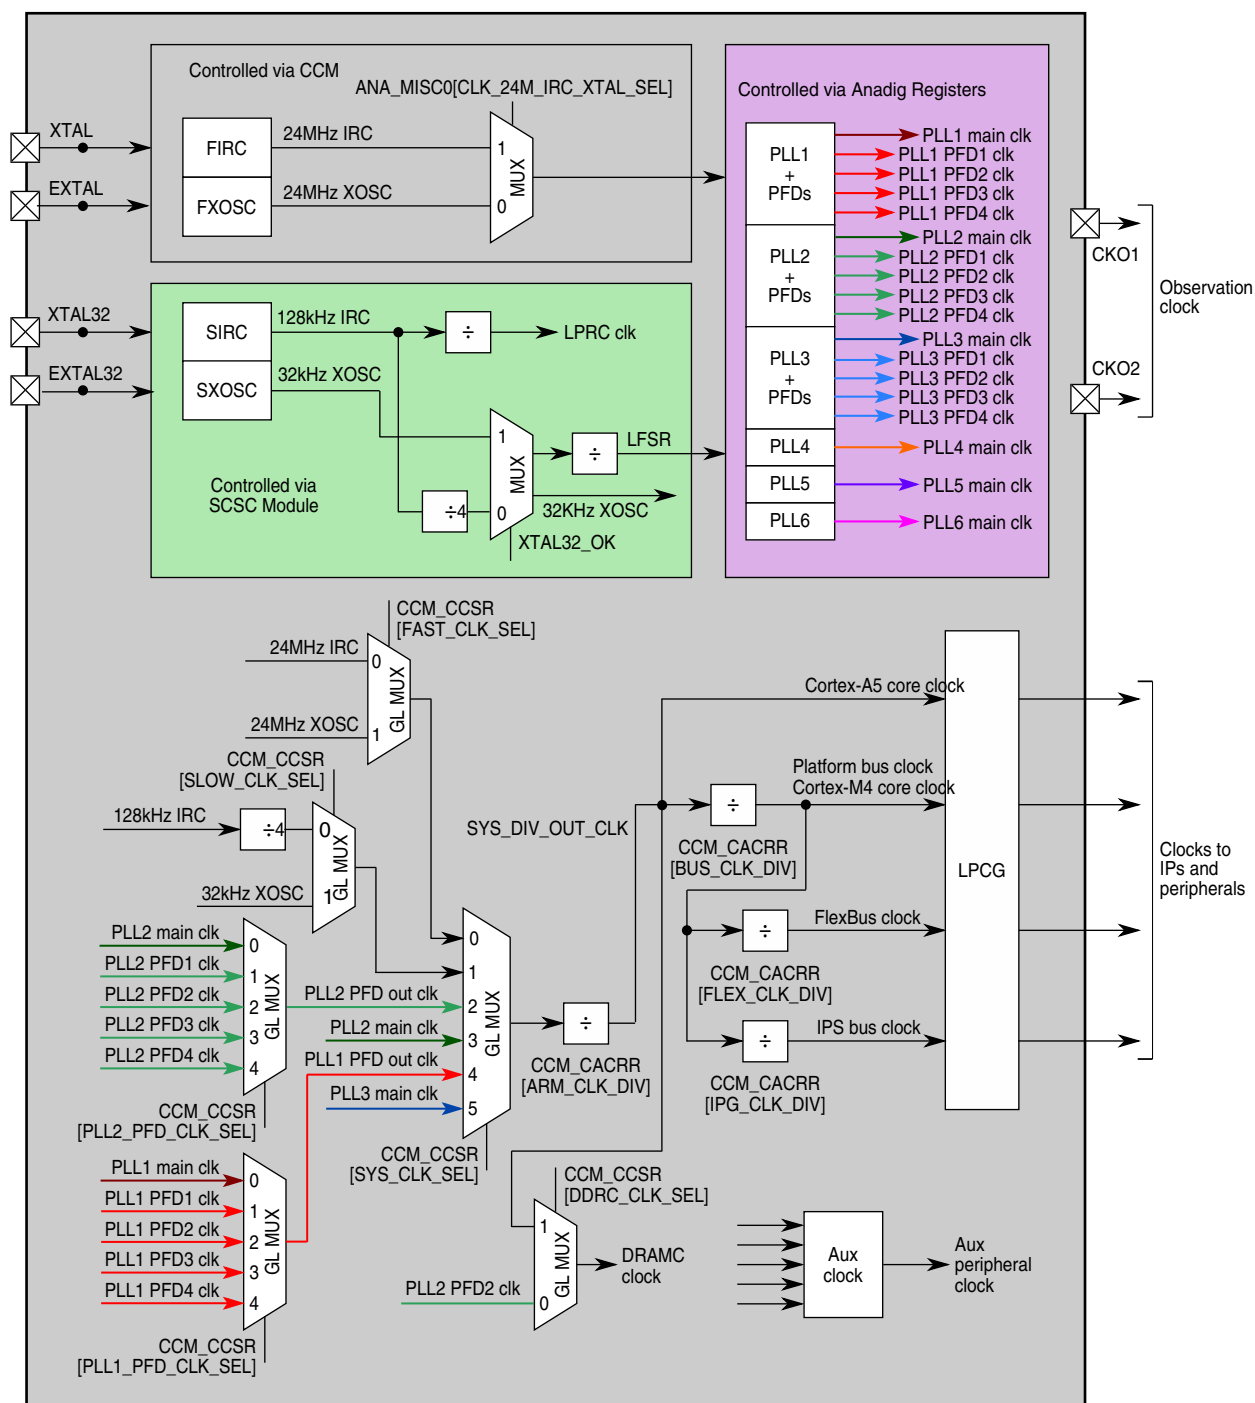 Controlled via CCM
ANA_MISC0[CLK_24M_IRC_XTAL_SEL]
XTAL
EXTAL
FIRC
FXOSC
24MHz IRC
24MHz XOSC
1
0
MUX
Controlled via Anadig Registers
PLL1
+
PFDs
PLL1 main clk
PLL1 PFD1 clk
PLL1 PFD2 clk
PLL1 PFD3 clk
PLL1 PFD4 clk
PLL2
+
PFDs
PLL2 main clk
PLL2 PFD1 clk
PLL2 PFD2 clk
PLL2 PFD3 clk
PLL2 PFD4 clk
PLL3
+
PFDs
PLL3 main clk
PLL3 PFD1 clk
PLL3 PFD2 clk
PLL3 PFD3 clk
PLL3 PFD4 clk
PLL4
PLL4 main clk
PLL5
PLL5 main clk
PLL6
PLL6 main clk
CKO1
CKO2
Observation
clock
XTAL32
EXTAL32
SIRC
SXOSC
128kHz IRC
÷
LPRC clk
32kHz XOSC
1
0
MUX
÷
LFSR
÷4
32KHz XOSC
XTAL32_OK
Controlled via
SCSC Module
CCM_CCSR
[FAST_CLK_SEL]
24MHz IRC
0
24MHz XOSC
1
GL MUX
CCM_CCSR
[SLOW_CLK_SEL]
128kHz IRC
÷4
0
32kHz XOSC
1
GL MUX
PLL2 main clk
PLL2 PFD1 clk
PLL2 PFD2 clk
PLL2 PFD3 clk
PLL2 PFD4 clk
0
1
2
3
4
GL MUX
CCM_CCSR
[PLL2_PFD_CLK_SEL]
PLL1 main clk
PLL1 PFD1 clk
PLL1 PFD2 clk
PLL1 PFD3 clk
PLL1 PFD4 clk
0
1
2
3
4
GL MUX
CCM_CCSR
[PLL1_PFD_CLK_SEL]
PLL2 PFD out clk
PLL2 main clk
PLL1 PFD out clk
PLL3 main clk
0
1
2
3
4
5
GL MUX
CCM_CCSR
[SYS_CLK_SEL]
÷
CCM_CACRR
[ARM_CLK_DIV]
SYS_DIV_OUT_CLK
Cortex-A5 core clock
Platform bus clock
Cortex-M4 core clock
÷
CCM_CACRR
[BUS_CLK_DIV]
FlexBus clock
÷
CCM_CACRR
[FLEX_CLK_DIV]
IPS bus clock
÷
CCM_CACRR
[IPG_CLK_DIV]
LPCG
Clocks to
IPs and
peripherals
CCM_CCSR
[DDRC_CLK_SEL]
1
0
GL MUX
PLL2 PFD2 clk
DRAMC
clock
Aux
clock
Aux
peripheral
clock